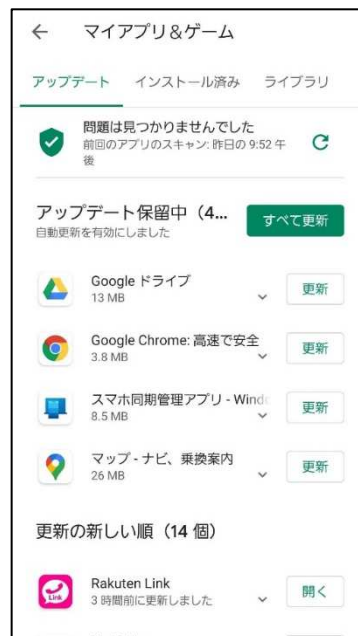 マイアプリ＆ゲーム
アップデート インストール済み ライブラリ
問題は見つかりませんでした
前回のアプリのスキャン: 昨日の 9:52 午
後
アップデート保留中（4... すべて更新
自動更新を有効にしました
Google ドライブ
13 MB
更新
Google Chrome: 高速で安全
3.8 MB
更新
スマホ同期管理アプリ - Wind
8.5 MB
更新
マップ - ナビ、乗換案内
26 MB
更新
更新の新しい順（14 個）
Link
Rakuten Link
3 時間前に更新しました
開く